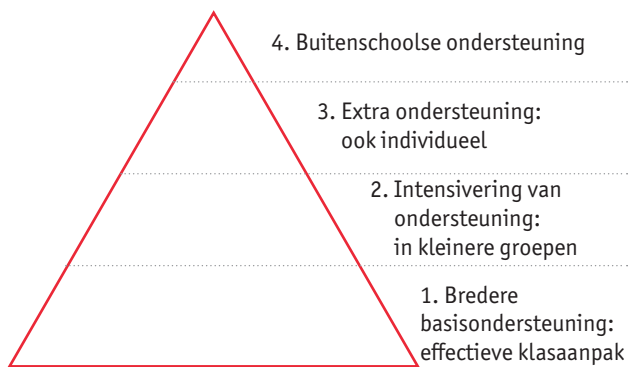 4. Buitenschoolse ondersteuning
3. Extra ondersteuning:
ook individueel
2. Intensivering van
ondersteuning:
in kleinere groepen
1. Bredere
basisondersteuning:
effectieve klasaanpak